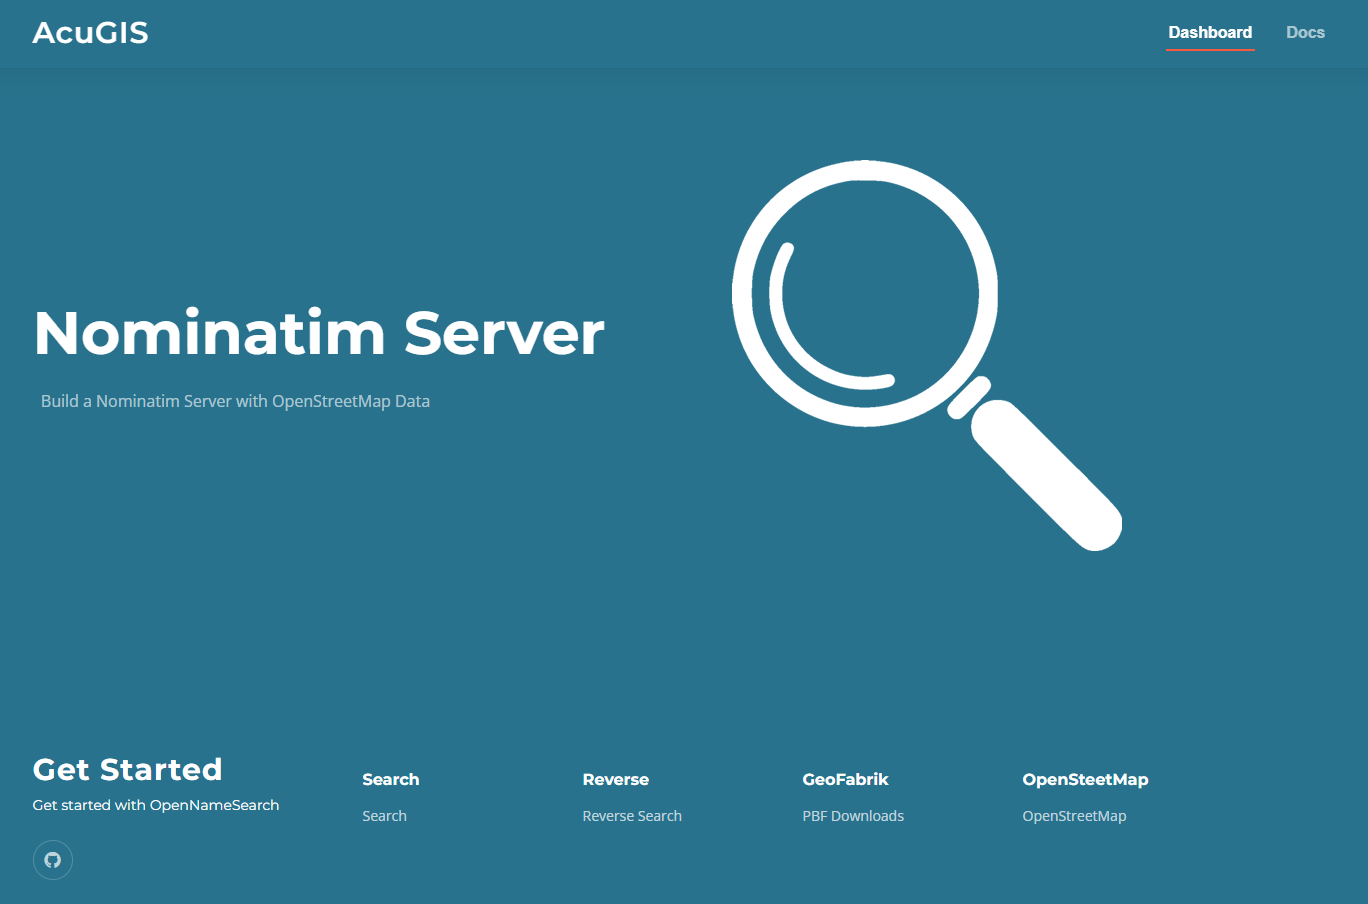 AcuGIS
Dashboard
Docs
Nominatim Server
Build a Nominatim Server with OpenStreetMap Data
Get Started
Get started with OpenNameSearch
Search
Search
Reverse
Reverse Search
GeoFabrik
PBF Downloads
OpenSteetMap
OpenStreetMap